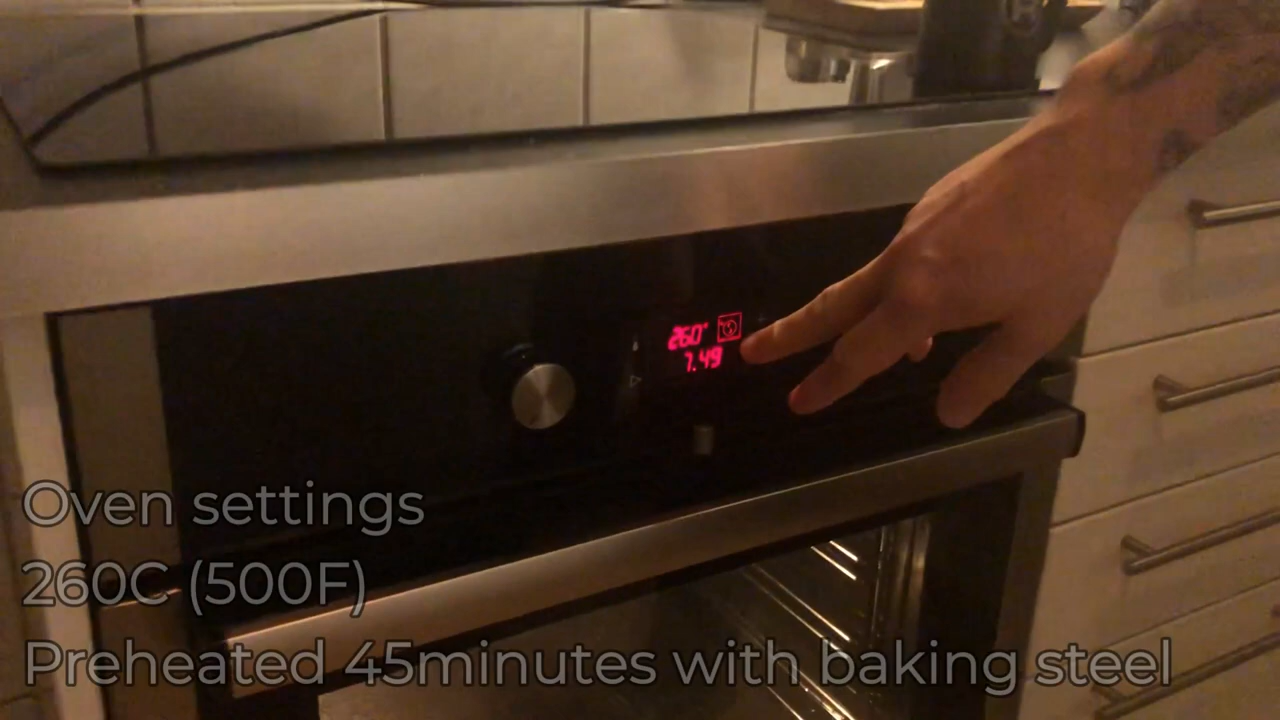 260°
7.49
Oven settings
260C (500F)
Preheated 45minutes with baking steel